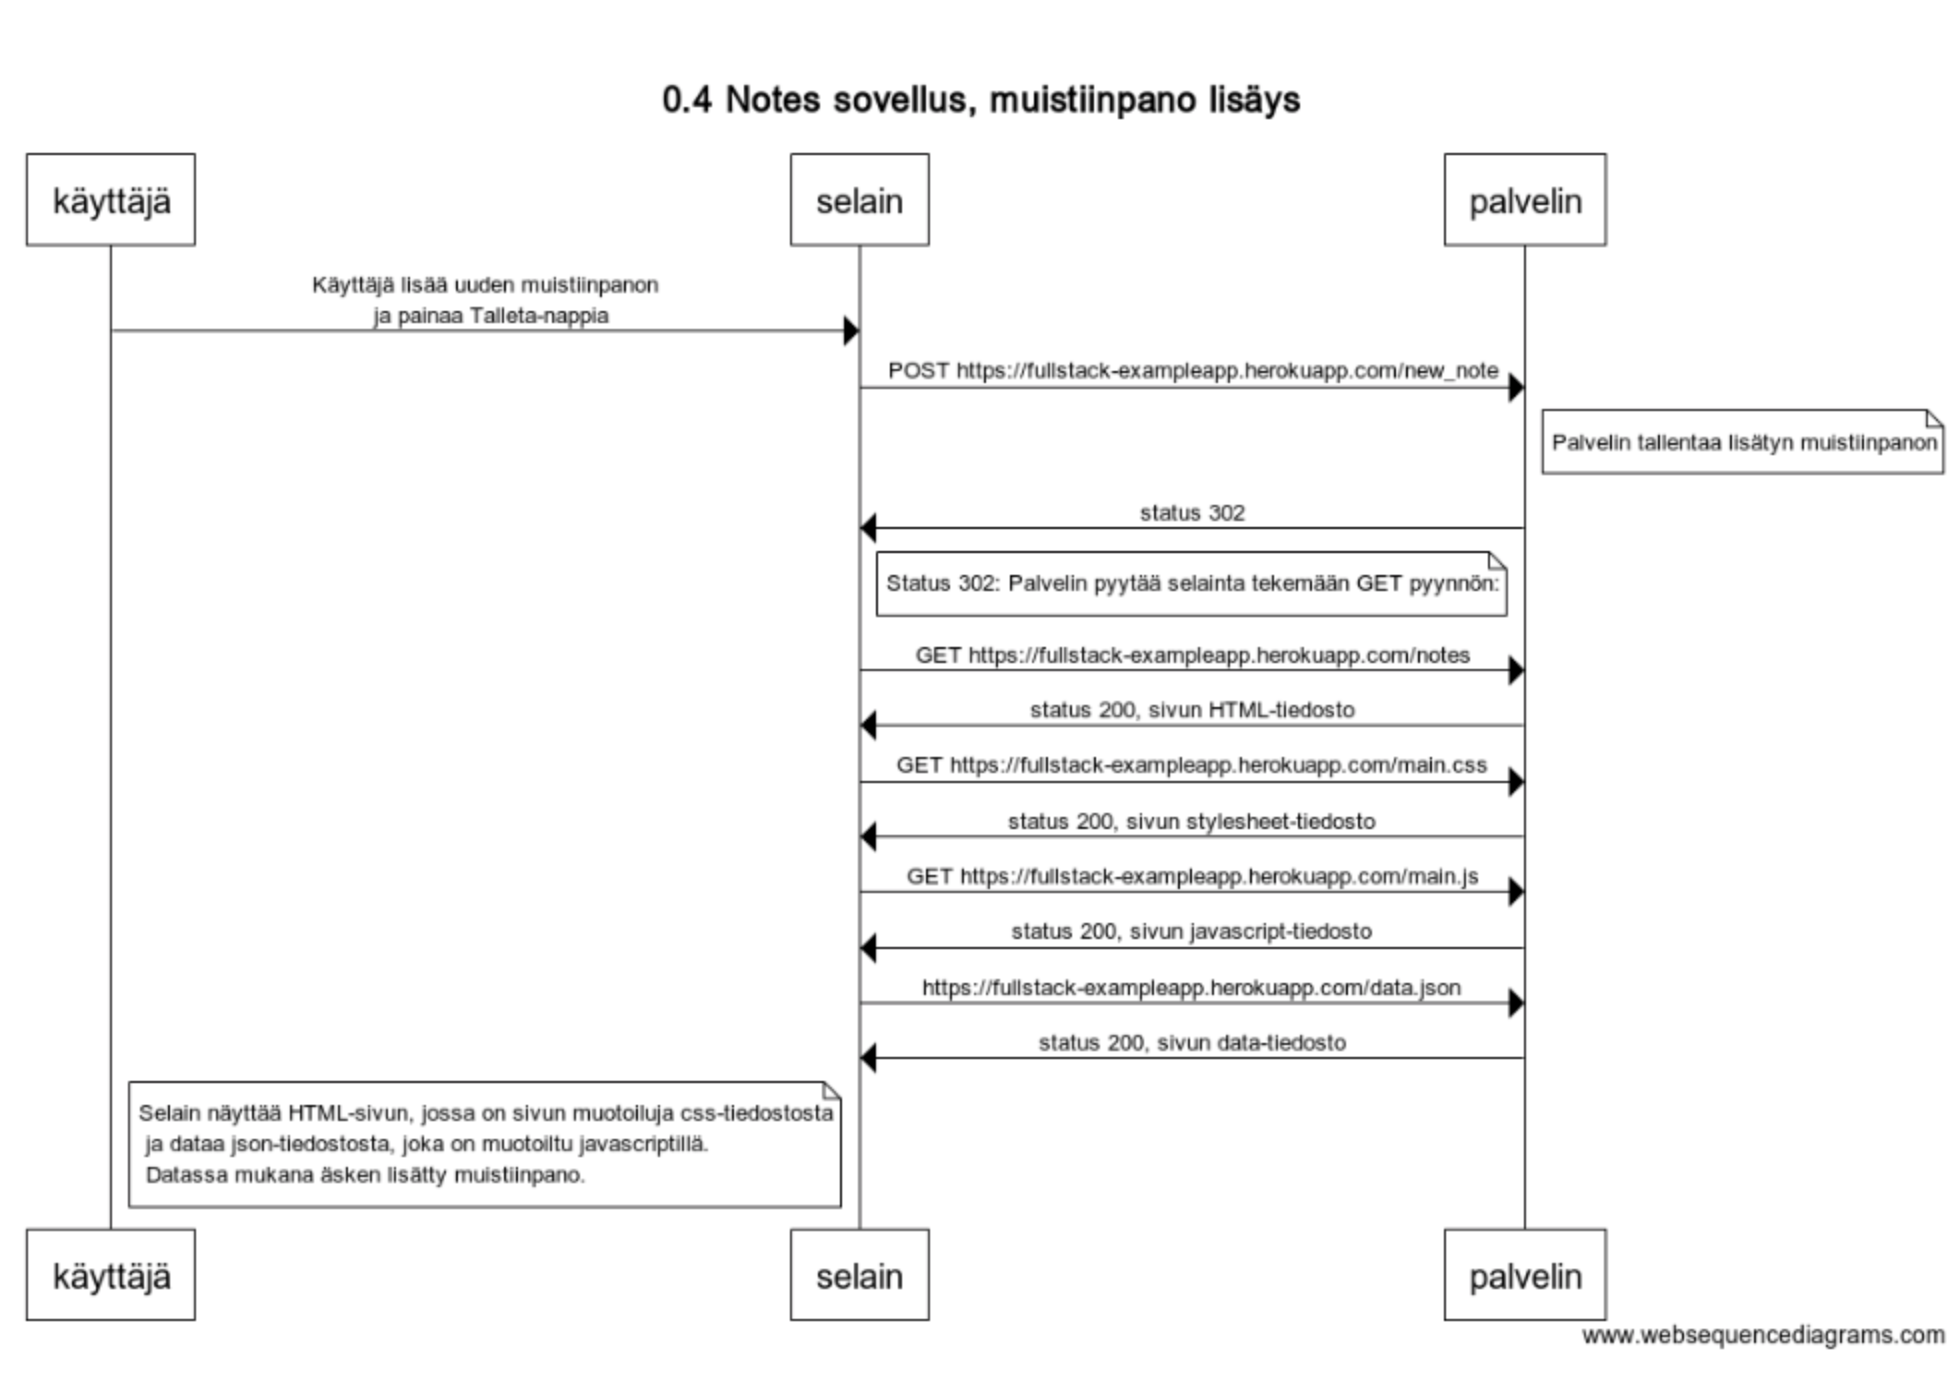 0.4 Notes sovellus, muistiinpano lisäys
käyttäjä
selain
palvelin
Käyttäjä lisää uuden muistiinpanon
ja painaa Talleta-nappia
POST https://fullstack-exampleapp.herokuapp.com/new_note
Palvelin tallentaa lisätyn muistiinpanon
status 302
Status 302: Palvelin pyytää selainta tekemään GET pyynnön:
GET https://fullstack-exampleapp.herokuapp.com/notes
status 200, sivun HTML-tiedosto
GET https://fullstack-exampleapp.herokuapp.com/main.css
status 200, sivun stylesheet-tiedosto
GET https://fullstack-exampleapp.herokuapp.com/main.js
status 200, sivun javascript-tiedosto
https://fullstack-exampleapp.herokuapp.com/data.json
status 200, sivun data-tiedosto
Selain näyttää HTML-sivun, jossa on sivun muotoiluja css-tiedostosta
ja dataa json-tiedostosta, joka on muotoiltu javascriptillä.
Datassa mukana äsken lisätty muistiinpano.
käyttäjä
selain
palvelin
www.websequencediagrams.com